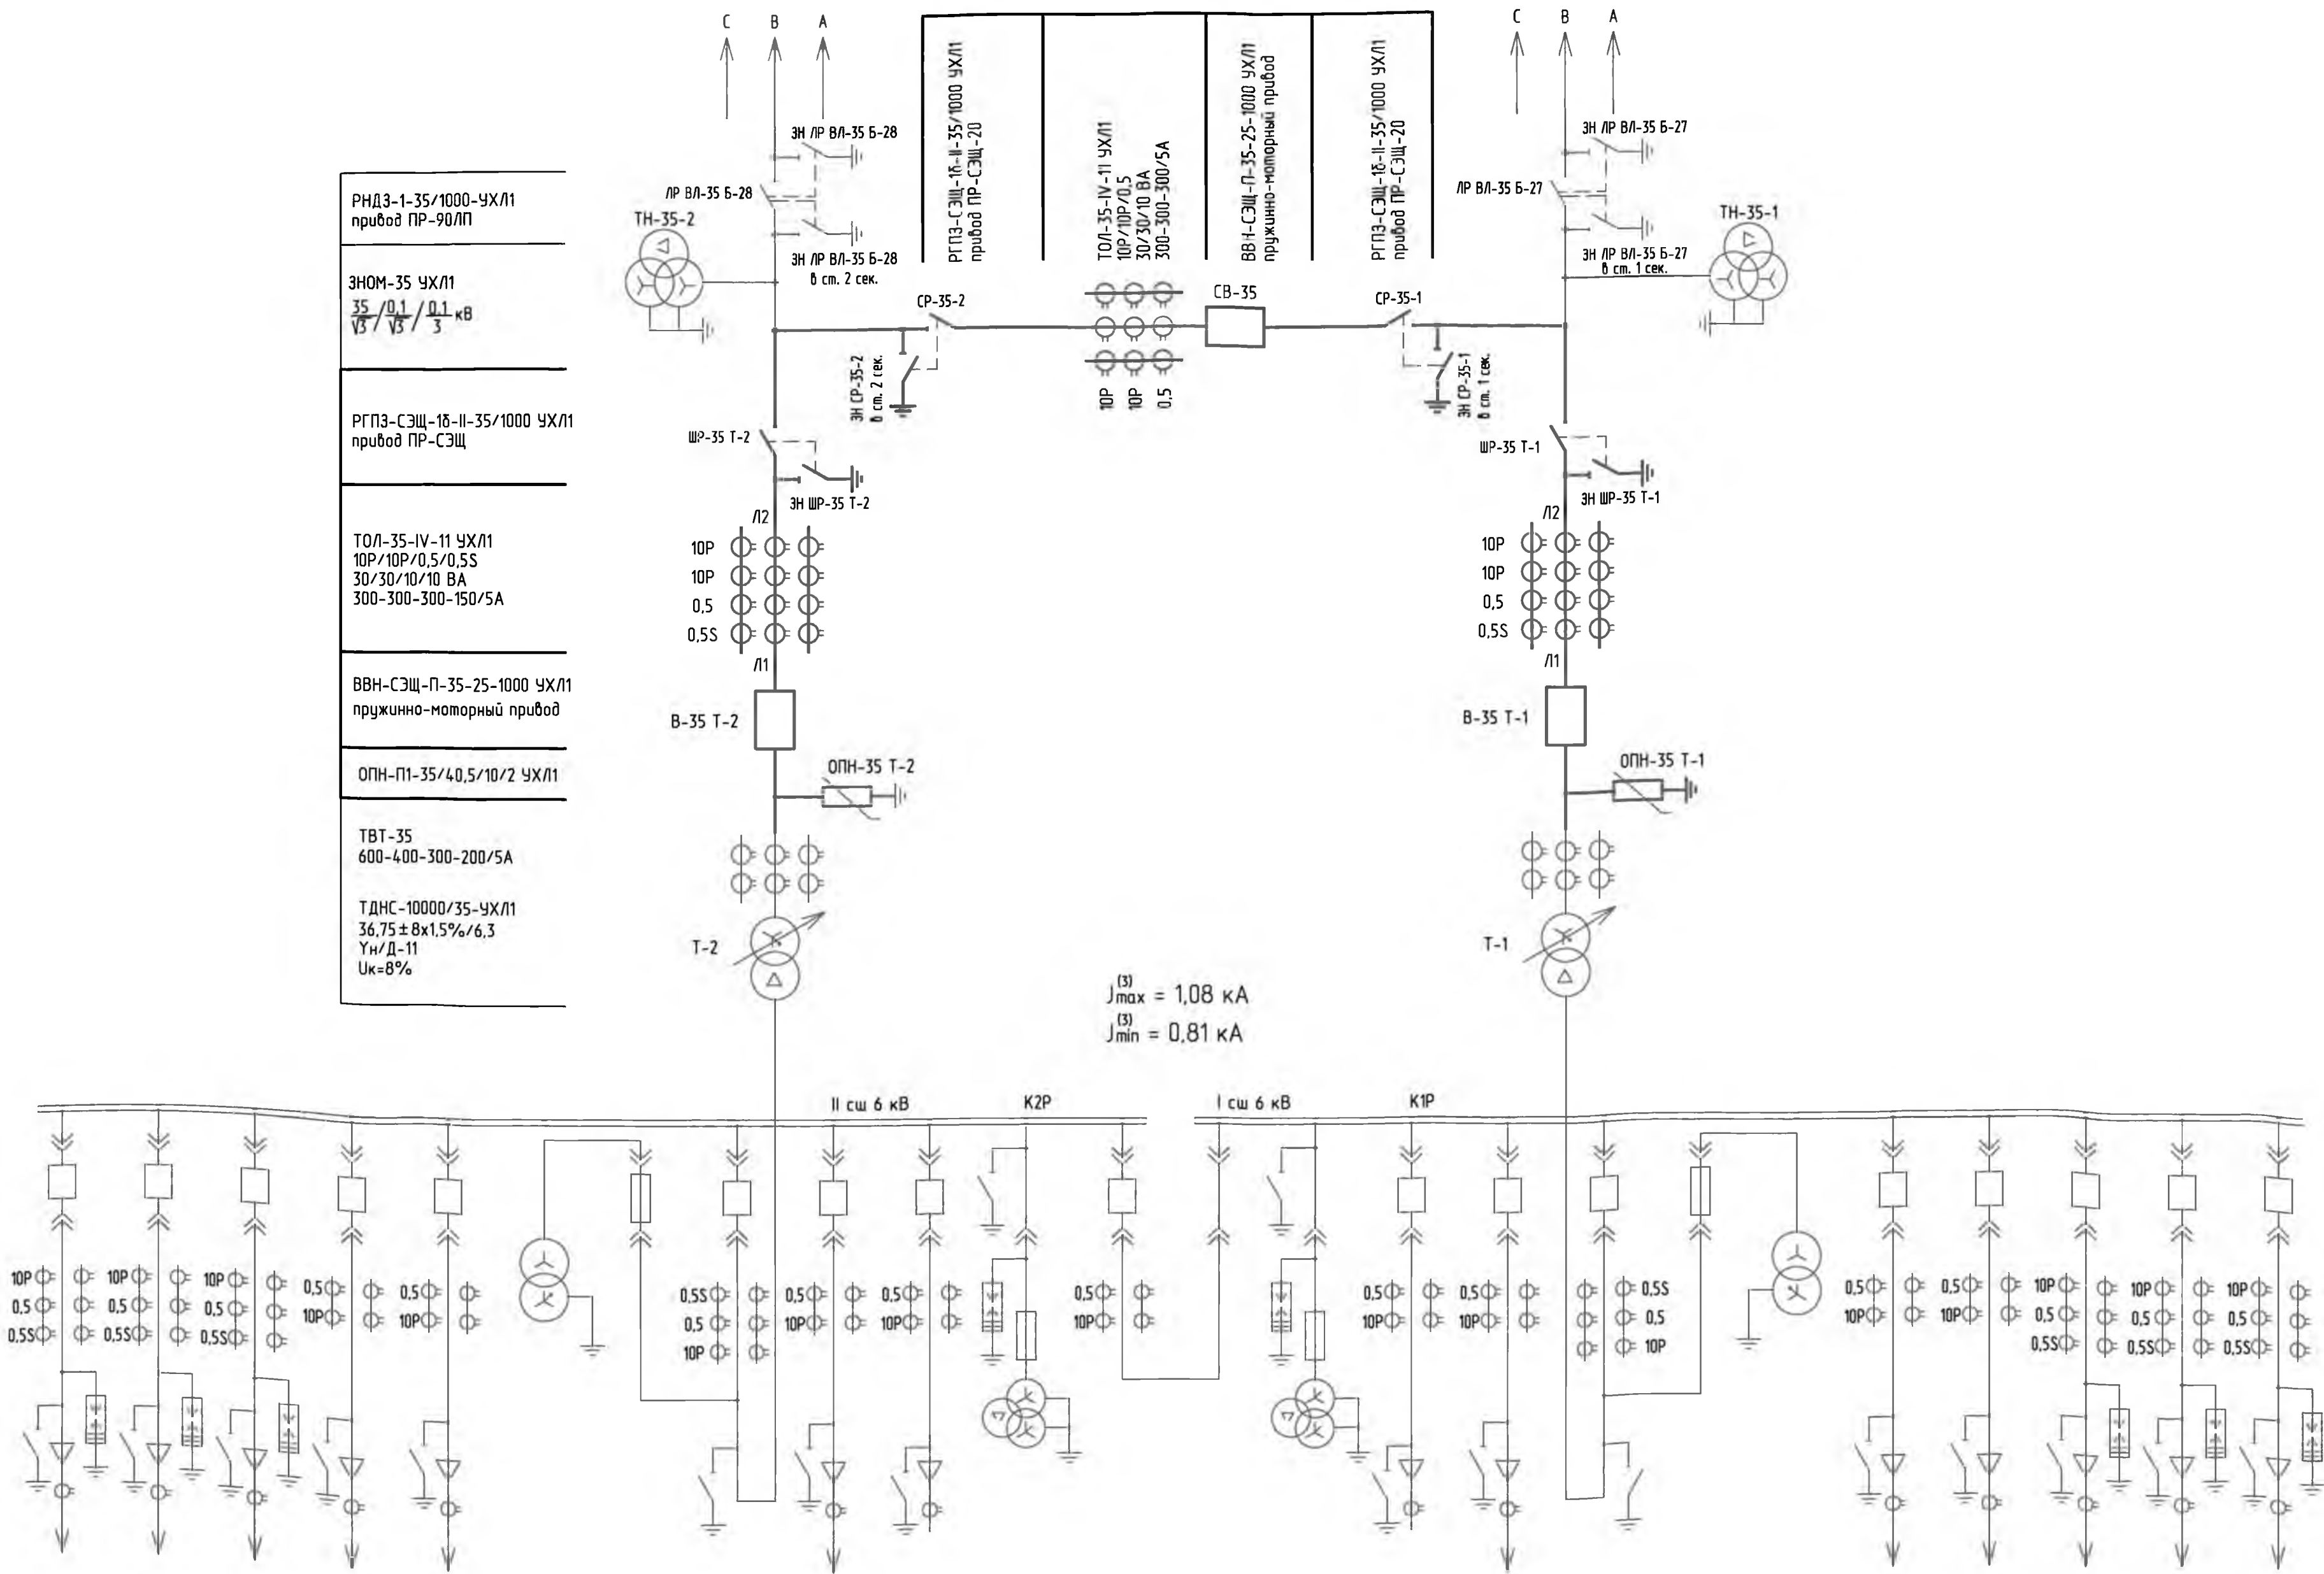 C B A
C B A
РГПЗ-СЭЩ-1б-II-35/1000 УХЛ1
привод ПР-СЭЩ-20
ТОЛ-35-IV-11 УХЛ1
10Р/10Р/0,5
30/30/10 ВА
300-300-300/5А
ВВН-СЭЩ-П-35-25-1000 УХЛ1
пружинно-моторный привод
РГПЗ-СЭЩ-1б-II-35/1000 УХЛ1
привод ПР-СЭЩ-20
РНДЗ-1-35/1000-УХЛ1
привод ПР-90ЛП
ЗНОМ-35 УХЛ1
35/√3 / 0,1/√3 / 0,1/3 кВ
РГПЗ-СЭЩ-1б-II-35/1000 УХЛ1
привод ПР-СЭЩ
ТОЛ-35-IV-11 УХЛ1
10Р/10Р/0,5/0,5S
30/30/10/10 ВА
300-300-300-150/5А
ВВН-СЭЩ-П-35-25-1000 УХЛ1
пружинно-моторный привод
ОПН-П1-35/40,5/10/2 УХЛ1
ТВТ-35
600-400-300-200/5А
ТДНС-10000/35-УХЛ1
36,75±8х1,5%/6,3
Yн/Д-11
Uк=8%
ЗН ЛР ВЛ-35 Б-28
ЛР ВЛ-35 Б-28
ТН-35-2
ЗН ЛР ВЛ-35 Б-28
в ст. 2 сек.
СР-35-2
ЗН СР-35-2
в ст. 2 сек.
10Р
10Р
0,5
СВ-35
СР-35-1
ЗН СР-35-1
в ст. 1 сек.
ЗН ЛР ВЛ-35 Б-27
ЛР ВЛ-35 Б-27
ТН-35-1
ЗН ЛР ВЛ-35 Б-27
в ст. 1 сек.
ШР-35 Т-2
ЗН ШР-35 Т-2
Л2
10Р
10Р
0,5
0,5S
Л1
В-35 Т-2
ОПН-35 Т-2
Т-2
ШР-35 Т-1
ЗН ШР-35 Т-1
Л2
10Р
10Р
0,5
0,5S
Л1
В-35 Т-1
ОПН-35 Т-1
Т-1
J(3)max = 1,08 кА
J(3)min = 0,81 кА
II сш 6 кВ
К2Р
I сш 6 кВ
К1Р
10Р
0,5
0,5S
10Р
0,5
0,5S
10Р
0,5
0,5S
0,5
10Р
0,5
10Р
0,5S
0,5
10Р
0,5
10Р
0,5
10Р
0,5
10Р
0,5
10Р
0,5
10Р
0,5S
0,5
10Р
0,5
10Р
0,5
10Р
10Р
0,5
0,5S
10Р
0,5
0,5S
10Р
0,5
0,5S